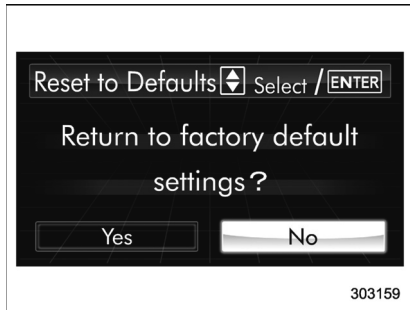 Reset to Defaults Select / ENTER
Return to factory default
settings?
Yes No
303159